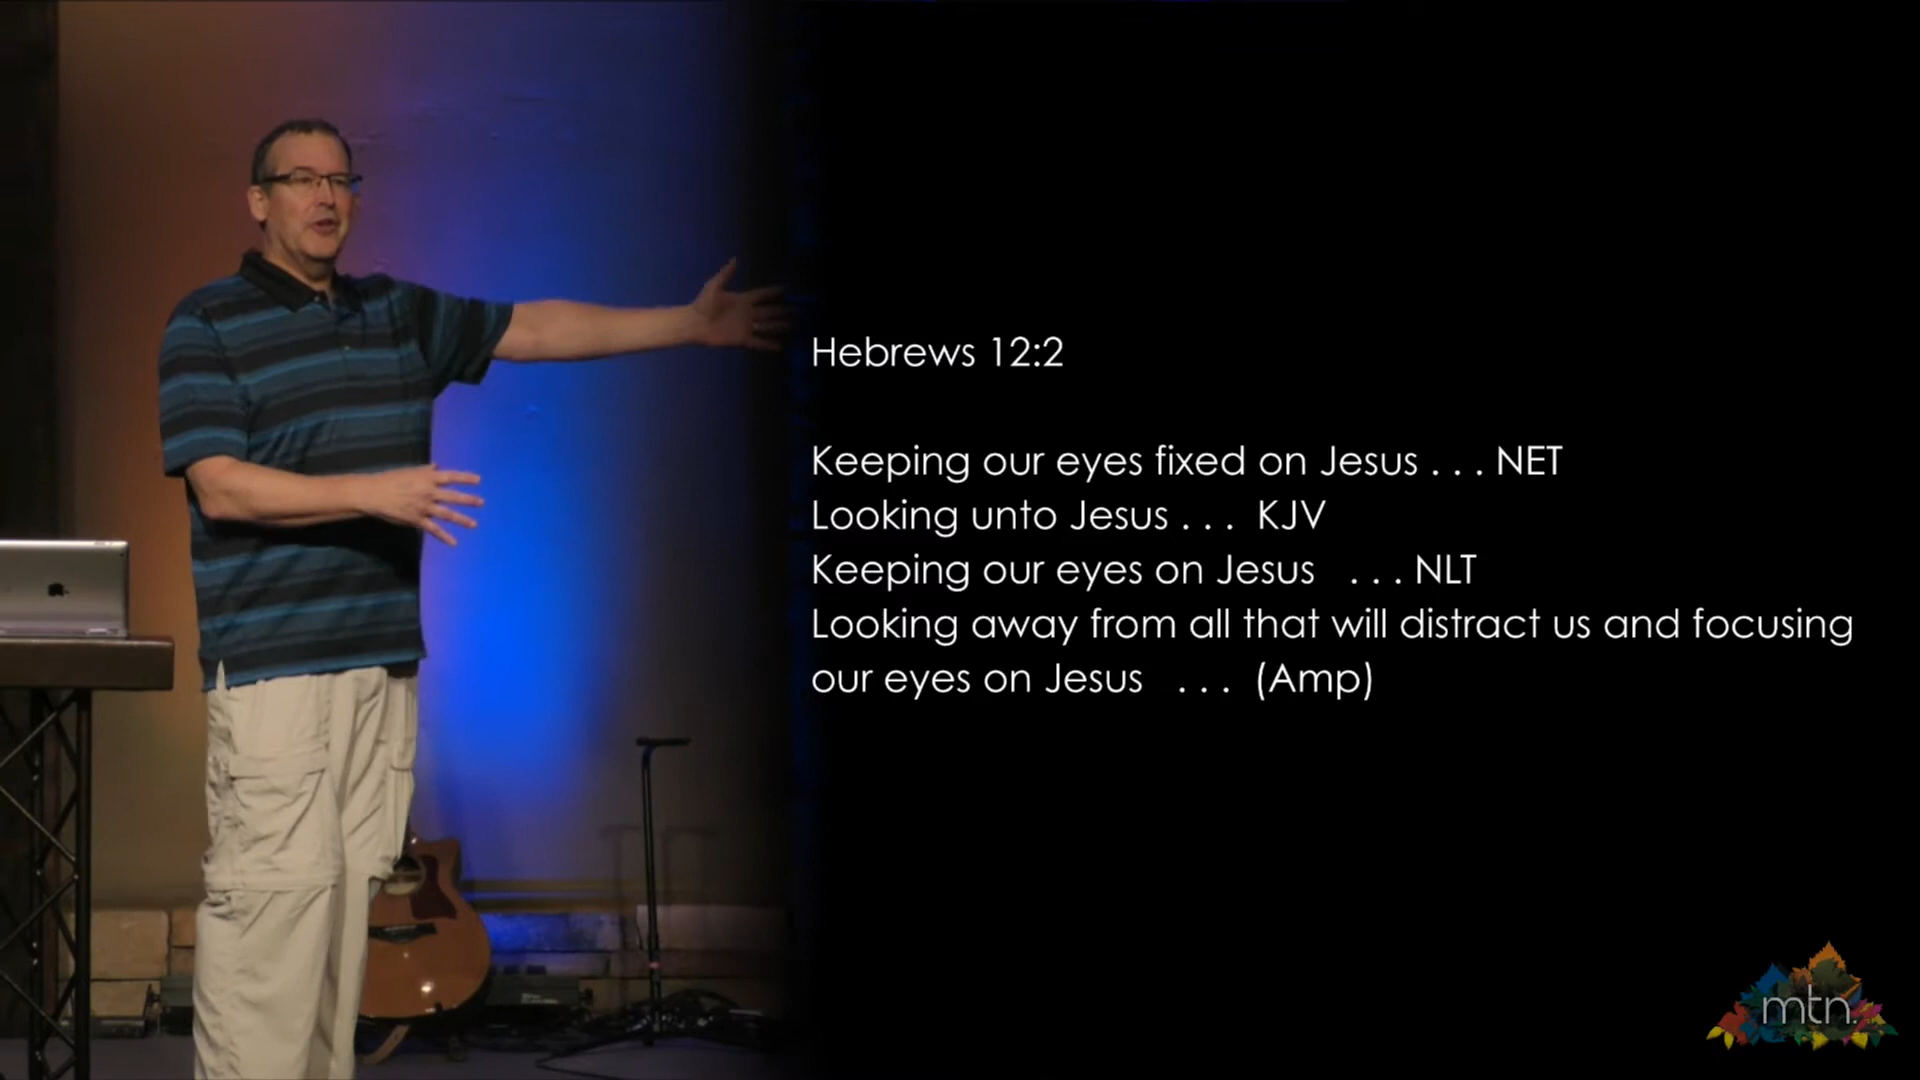 Hebrews 12:2
Keeping our eyes fixed on Jesus . . . NET
Looking unto Jesus . . . KJV
Keeping our eyes on Jesus . . . NLT
Looking away from all that will distract us and focusing
our eyes on Jesus . . . (Amp)
mtn.